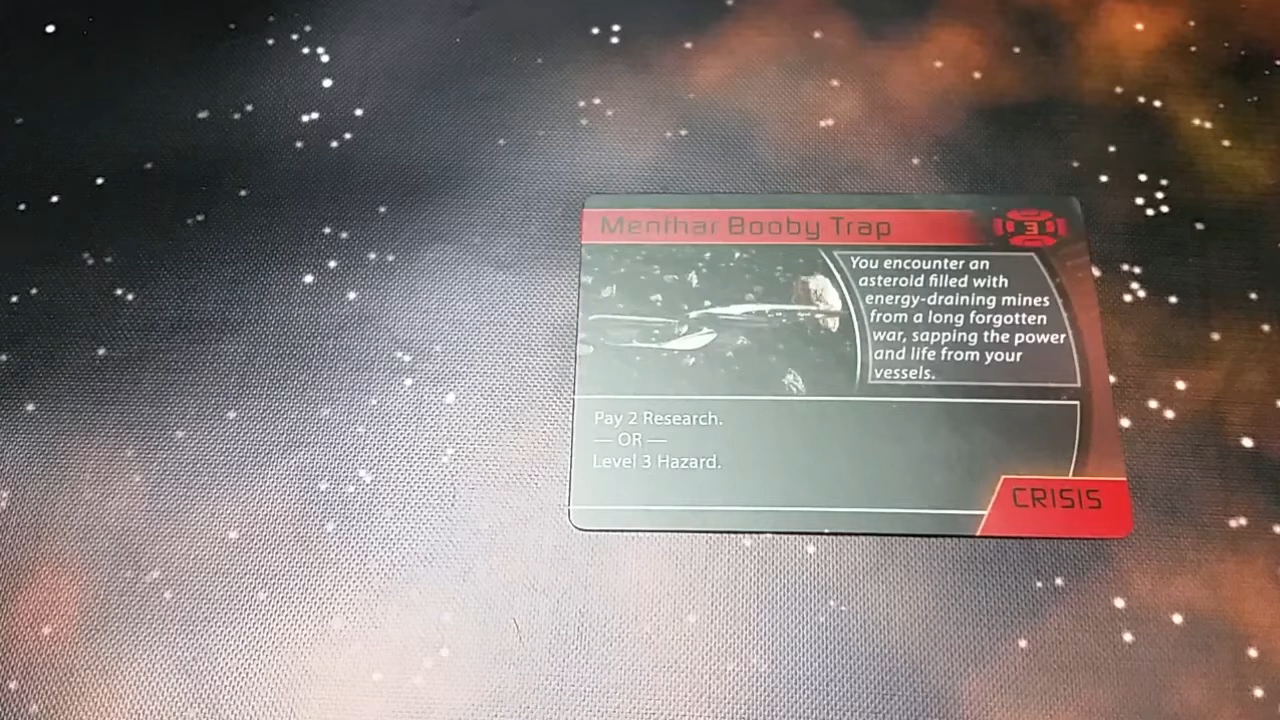 Menthar Booby Trap
3
You encounter an
asteroid filled with
energy-draining mines
from a long forgotten
war, sapping the power
and life from your
vessels.
Pay 2 Research.
— OR —
Level 3 Hazard.
CRISIS